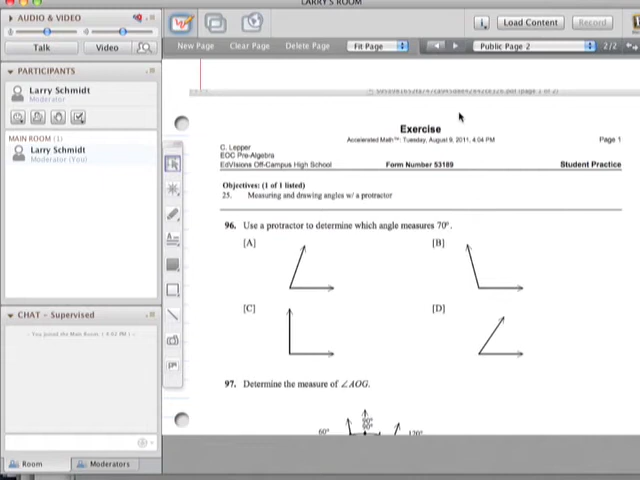 LARRY'S ROOM
AUDIO & VIDEO
Talk
Video
PARTICIPANTS
Larry Schmidt
Moderator
MAIN ROOM (1)
Larry Schmidt
Moderator (You)
CHAT - Supervised
Room
Moderators
Load Content
Record
New Page
Clear Page
Delete Page
Fit Page
Public Page 2
2/2
Exercise
Accelerated Math™: Tuesday, August 9, 2011, 4:04 PM
Page 1
C. Lepper
EOC Pre-Algebra
EdVisions Off-Campus High School
Form Number 53189
Student Practice
Objectives: (1 of 1 listed)
25. Measuring and drawing angles w/ a protractor
96. Use a protractor to determine which angle measures 70°.
[A]
[B]
[C]
[D]
97. Determine the measure of ∠AOG.
60°
90°
90°
120°